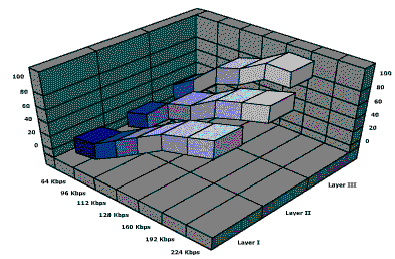 100
80
60
40
20
0
100
80
60
40
20
0
64 Kbps
96 Kbps
112 Kbps
128 Kbps
160 Kbps
192 Kbps
224 Kbps
Layer I
Layer II
Layer III